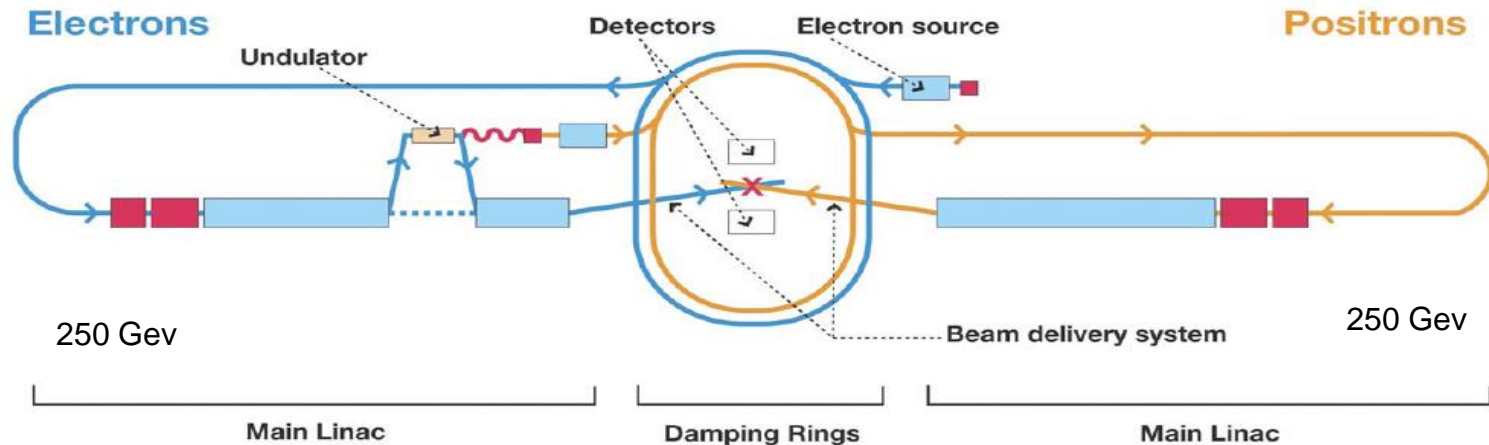 Electrons
Detectors
Electron source
Positrons
Undulator
250 Gev
Beam delivery system
250 Gev
Main Linac
Damping Rings
Main Linac